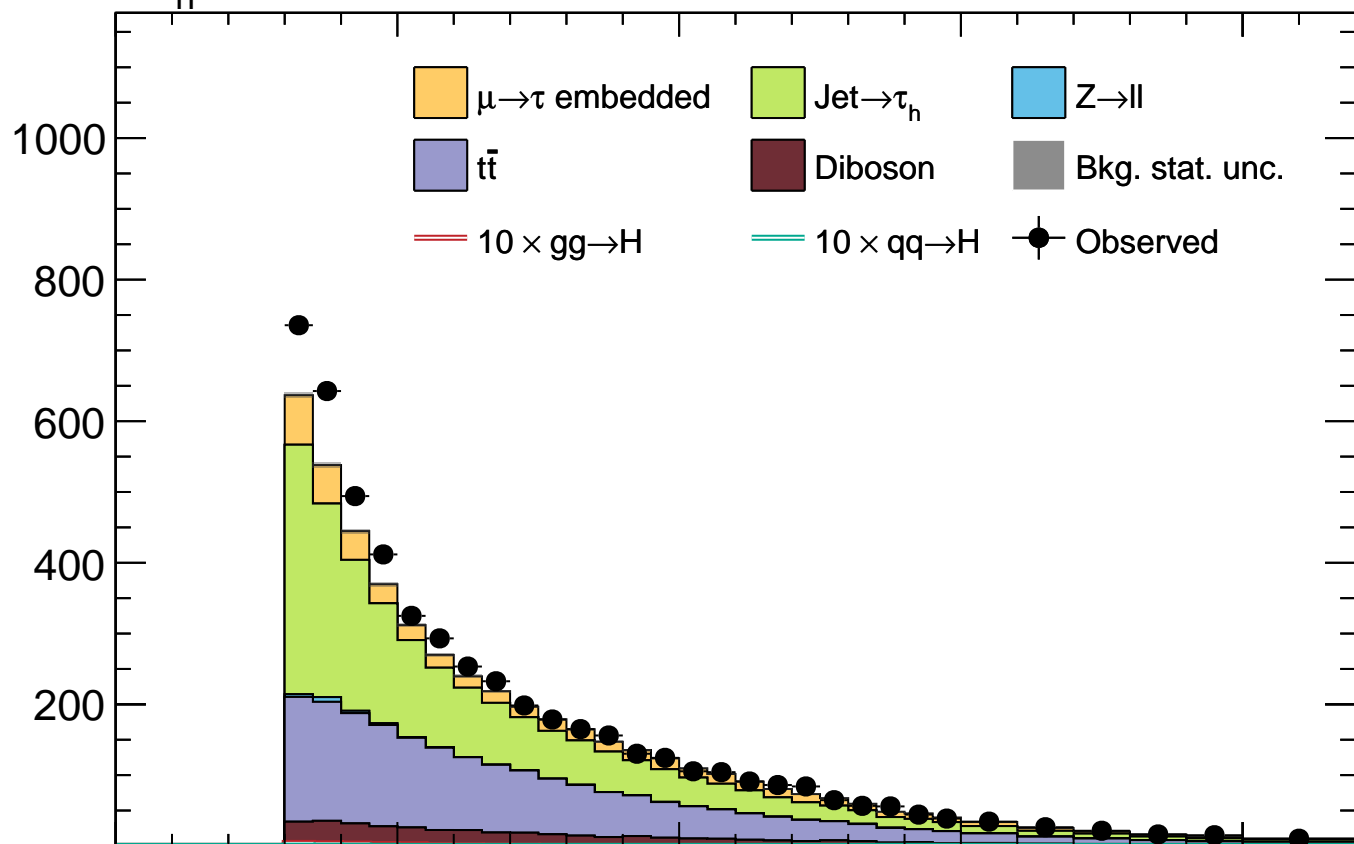 μ→τ embedded Jet→τh Z→ll
1000
tt̄ Diboson Bkg. stat. unc.
10 × gg→H 10 × qq→H Observed
800
600
400
200